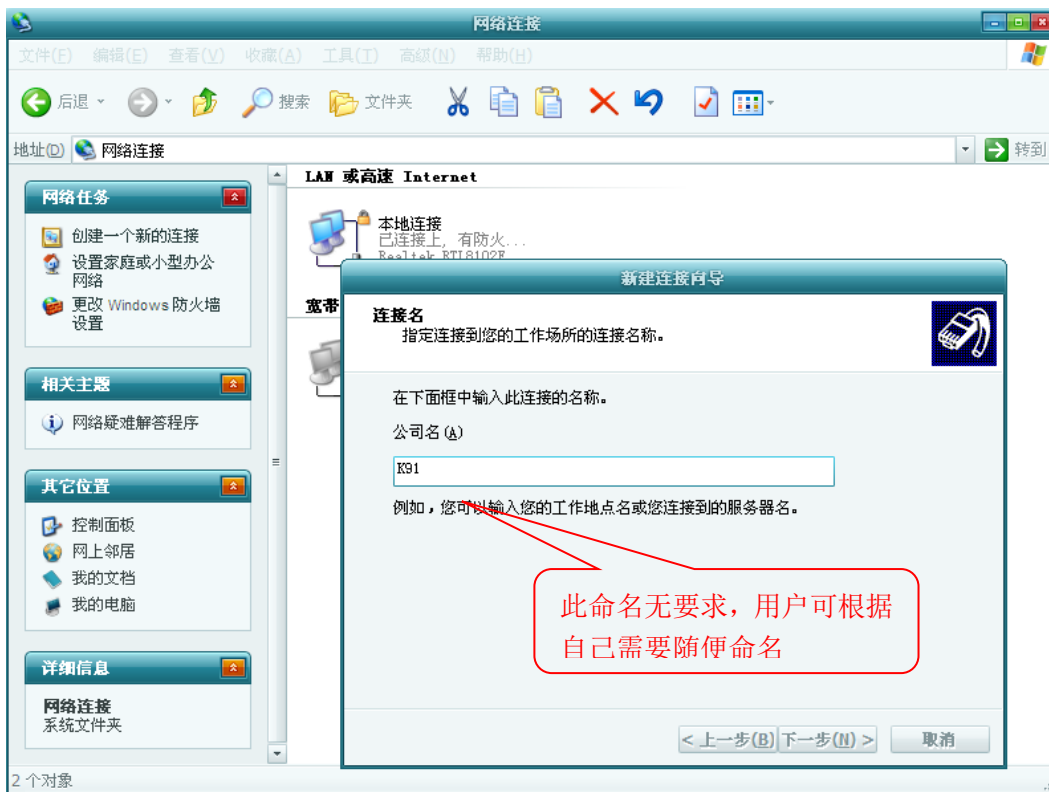 网络连接
文件(F) 编辑(E) 查看(V) 收藏(A) 工具(T) 高级(N) 帮助(H)
后退 搜索 文件夹
地址(D) 网络连接 转到
网络任务
创建一个新的连接
设置家庭或小型办公
网络
更改 Windows 防火墙
设置
相关主题
网络疑难解答程序
其它位置
控制面板
网上邻居
我的文档
我的电脑
详细信息
网络连接
系统文件夹
LAN 或高速 Internet
本地连接
已连接上, 有防火...
Realtek RTL8102E
宽带
新建连接向导
连接名
指定连接到您的工作场所的连接名称。
在下面框中输入此连接的名称。
公司名(A)
K91
例如，您可以输入您的工作地点名或您连接到的服务器名。
此命名无要求，用户可根据
自己需要随便命名
< 上一步(B) 下一步(N) > 取消
2 个对象